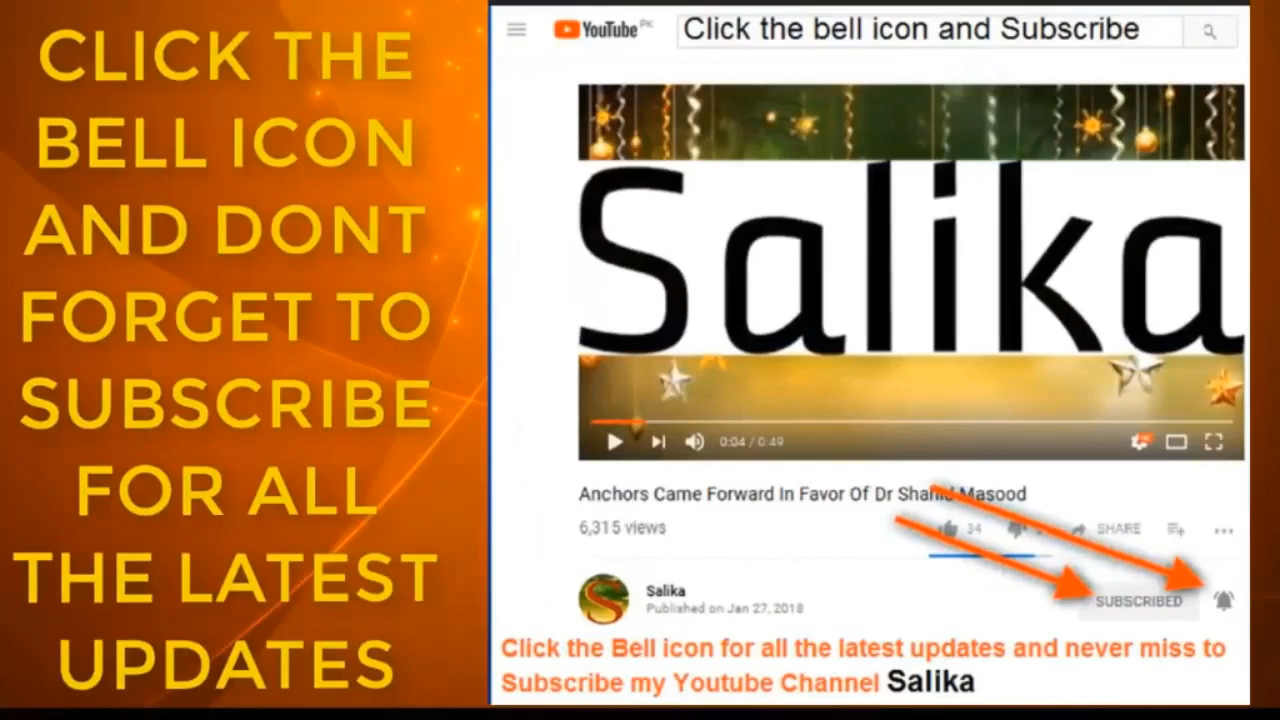 CLICK THE
BELL ICON
AND DONT
FORGET TO
SUBSCRIBE
FOR ALL
THE LATEST
UPDATES
YouTube PK
Click the bell icon and Subscribe
Salika
0:04 / 0:49
Anchors Came Forward In Favor Of Dr Shahid Masood
6,315 views
34
SHARE
Salika
Published on Jan 27, 2018
SUBSCRIBED
Click the Bell icon for all the latest updates and never miss to
Subscribe my Youtube Channel Salika